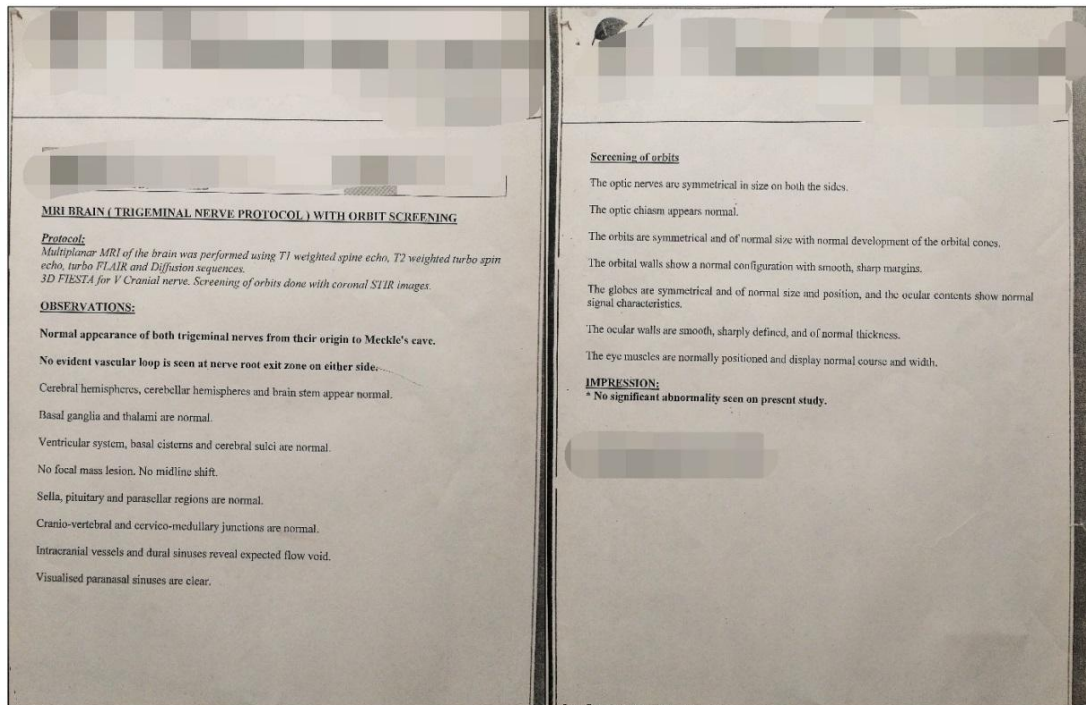 MRI BRAIN ( TRIGEMINAL NERVE PROTOCOL ) WITH ORBIT SCREENING
Protocol:
Multiplanar MRI of the brain was performed using T1 weighted spine echo, T2 weighted turbo spin
echo, turbo FLAIR and Diffusion sequences.
3D FIESTA for V Cranial nerve. Screening of orbits done with coronal STIR images.
OBSERVATIONS:
Normal appearance of both trigeminal nerves from their origin to Meckle's cave.
No evident vascular loop is seen at nerve root exit zone on either side.
Cerebral hemispheres, cerebellar hemispheres and brain stem appear normal.
Basal ganglia and thalami are normal.
Ventricular system, basal cisterns and cerebral sulci are normal.
No focal mass lesion. No midline shift.
Sella, pituitary and parasellar regions are normal.
Cranio-vertebral and cervico-medullary junctions are normal.
Intracranial vessels and dural sinuses reveal expected flow void.
Visualised paranasal sinuses are clear.
Screening of orbits
The optic nerves are symmetrical in size on both the sides.
The optic chiasm appears normal.
The orbits are symmetrical and of normal size with normal development of the orbital cones.
The orbital walls show a normal configuration with smooth, sharp margins.
The globes are symmetrical and of normal size and position, and the ocular contents show normal
signal characteristics.
The ocular walls are smooth, sharply defined, and of normal thickness.
The eye muscles are normally positioned and display normal course and width.
IMPRESSION:
* No significant abnormality seen on present study.